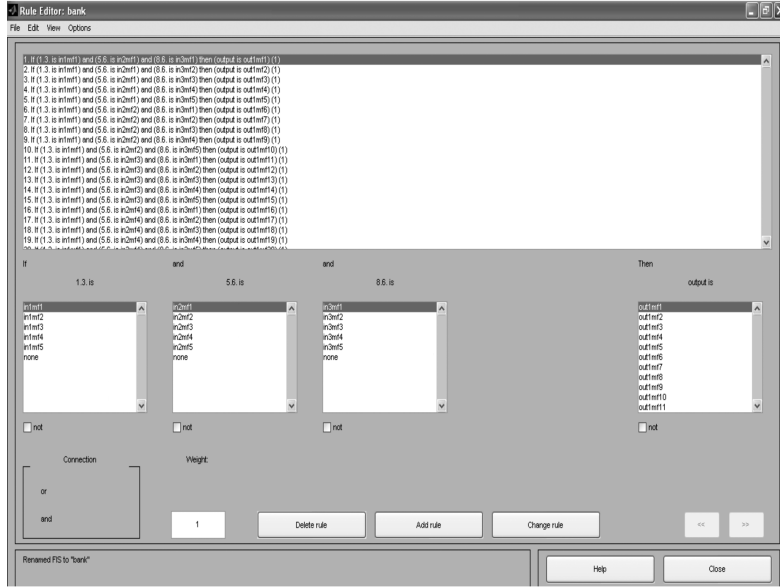 Rule Editor: bank
File Edit View Options
1. If (1.3. is in1mf1) and (5.6. is in2mf1) and (8.6. is in3mf1) then (output is out1mf1) (1)
2. If (1.3. is in1mf1) and (5.6. is in2mf1) and (8.6. is in3mf2) then (output is out1mf2) (1)
3. If (1.3. is in1mf1) and (5.6. is in2mf1) and (8.6. is in3mf3) then (output is out1mf3) (1)
4. If (1.3. is in1mf1) and (5.6. is in2mf1) and (8.6. is in3mf4) then (output is out1mf4) (1)
5. If (1.3. is in1mf1) and (5.6. is in2mf1) and (8.6. is in3mf5) then (output is out1mf5) (1)
6. If (1.3. is in1mf1) and (5.6. is in2mf2) and (8.6. is in3mf1) then (output is out1mf6) (1)
7. If (1.3. is in1mf1) and (5.6. is in2mf2) and (8.6. is in3mf2) then (output is out1mf7) (1)
8. If (1.3. is in1mf1) and (5.6. is in2mf2) and (8.6. is in3mf3) then (output is out1mf8) (1)
9. If (1.3. is in1mf1) and (5.6. is in2mf2) and (8.6. is in3mf4) then (output is out1mf9) (1)
10. If (1.3. is in1mf1) and (5.6. is in2mf2) and (8.6. is in3mf5) then (output is out1mf10) (1)
11. If (1.3. is in1mf1) and (5.6. is in2mf3) and (8.6. is in3mf1) then (output is out1mf11) (1)
12. If (1.3. is in1mf1) and (5.6. is in2mf3) and (8.6. is in3mf2) then (output is out1mf12) (1)
13. If (1.3. is in1mf1) and (5.6. is in2mf3) and (8.6. is in3mf3) then (output is out1mf13) (1)
14. If (1.3. is in1mf1) and (5.6. is in2mf3) and (8.6. is in3mf4) then (output is out1mf14) (1)
15. If (1.3. is in1mf1) and (5.6. is in2mf3) and (8.6. is in3mf5) then (output is out1mf15) (1)
16. If (1.3. is in1mf1) and (5.6. is in2mf4) and (8.6. is in3mf1) then (output is out1mf16) (1)
17. If (1.3. is in1mf1) and (5.6. is in2mf4) and (8.6. is in3mf2) then (output is out1mf17) (1)
18. If (1.3. is in1mf1) and (5.6. is in2mf4) and (8.6. is in3mf3) then (output is out1mf18) (1)
19. If (1.3. is in1mf1) and (5.6. is in2mf4) and (8.6. is in3mf4) then (output is out1mf19) (1)
If and and Then
1.3. is 5.6. is 8.6. is output is
in1mf1 in2mf1 in3mf1 out1mf1
in1mf2 in2mf2 in3mf2 out1mf2
in1mf3 in2mf3 in3mf3 out1mf3
in1mf4 in2mf4 in3mf4 out1mf4
in1mf5 in2mf5 in3mf5 out1mf5
none none none out1mf6
out1mf7
out1mf8
out1mf9
out1mf10
out1mf11
not not not not
Connection Weight:
or
and 1 Delete rule Add rule Change rule << >>
Renamed FIS to "bank" Help Close